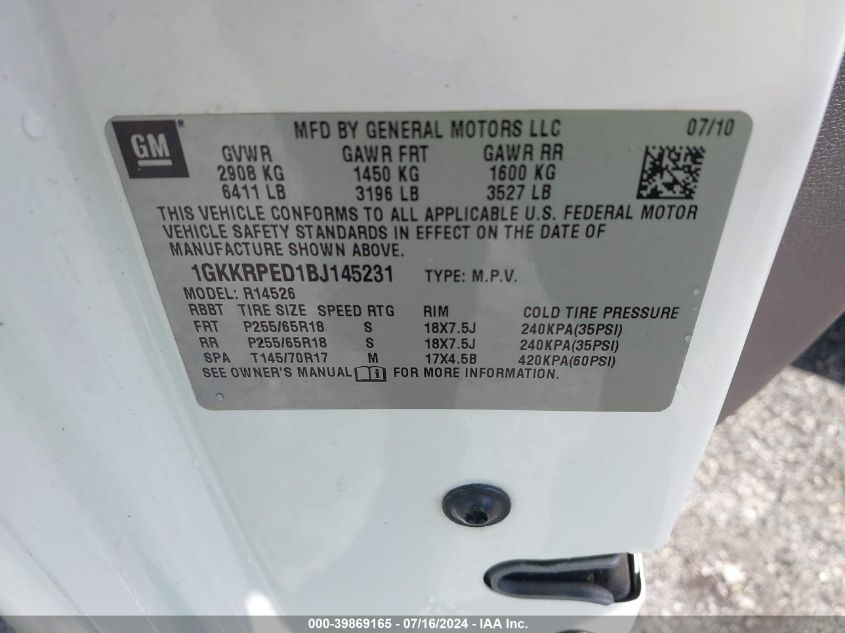 GM® MFD BY GENERAL MOTORS LLC 07/10
GVWR GAWR FRT GAWR RR
2908 KG 1450 KG 1600 KG
6411 LB 3196 LB 3527 LB
THIS VEHICLE CONFORMS TO ALL APPLICABLE U.S. FEDERAL MOTOR
VEHICLE SAFETY STANDARDS IN EFFECT ON THE DATE OF
MANUFACTURE SHOWN ABOVE.
1GKKRPED1BJ145231 TYPE: M.P.V.
MODEL: R14526
RBBT TIRE SIZE SPEED RTG RIM COLD TIRE PRESSURE
FRT P255/65R18 S 18X7.5J 240KPA(35PSI)
RR P255/65R18 S 18X7.5J 240KPA(35PSI)
SPA T145/70R17 M 17X4.5B 420KPA(60PSI)
SEE OWNER'S MANUAL FOR MORE INFORMATION.
000-39869165 - 07/16/2024 - IAA Inc.